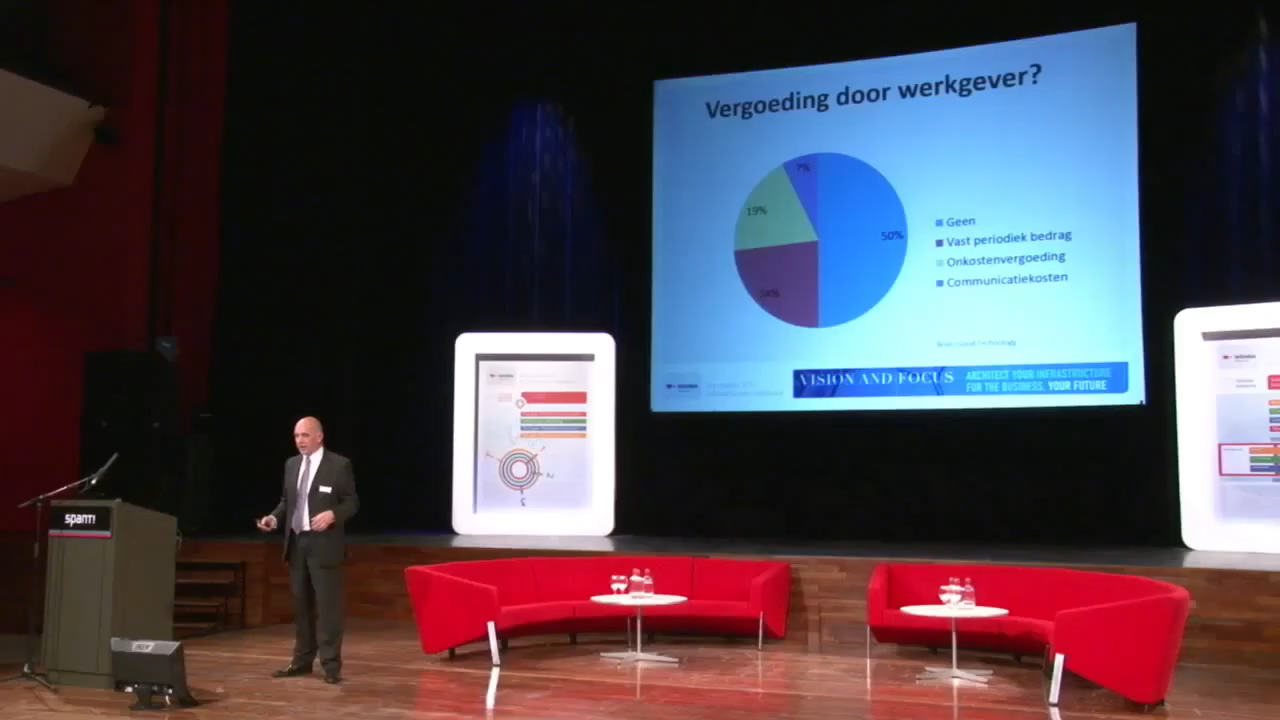 Vergoeding door werkgever?
7%
19%
50%
24%
Geen
Vast periodiek bedrag
Onkostenvergoeding
Communicatiekosten
VISION AND FOCUS
ARCHITECT YOUR INFRASTRUCTURE
FOR THE BUSINESS, YOUR FUTURE
spant!